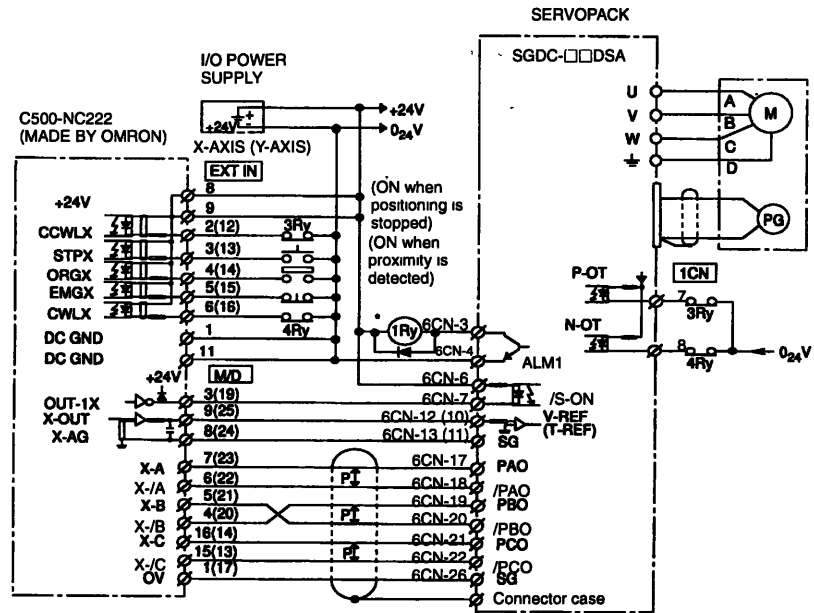 SERVOPACK
I/O POWER
SUPPLY
SGDC-□□DSA
C500-NC222
(MADE BY OMRON)
+24V
+24V
0₂₄V
X-AXIS (Y-AXIS)
EXT IN
U
V
W
A
B
C
D
M
PG
+24V
8
9
CCWLX
2(12)
3Ry
STPX
3(13)
ORGX
4(14)
EMGX
5(15)
CWLX
6(16)
4Ry
DC GND
1
DC GND
11
(ON when
positioning is
stopped)
(ON when
proximity is
detected)
1Ry
6CN-3
6CN-4
ALM1
P-OT
1CN
7
3Ry
N-OT
8
4Ry
0₂₄V
M/D
+24V
6CN-6
OUT-1X
3(19)
6CN-7
/S-ON
X-OUT
9(25)
6CN-12 (10)
V-REF
(T-REF)
X-AG
8(24)
6CN-13 (11)
SG
X-A
7(23)
6CN-17
PAO
X-/A
6(22)
P
6CN-18
/PAO
X-B
5(21)
6CN-19
PBO
X-/B
4(20)
P
6CN-20
/PBO
X-C
16(14)
6CN-21
PCO
X-/C
15(13)
P
6CN-22
/PCO
OV
1(17)
6CN-26
SG
Connector case